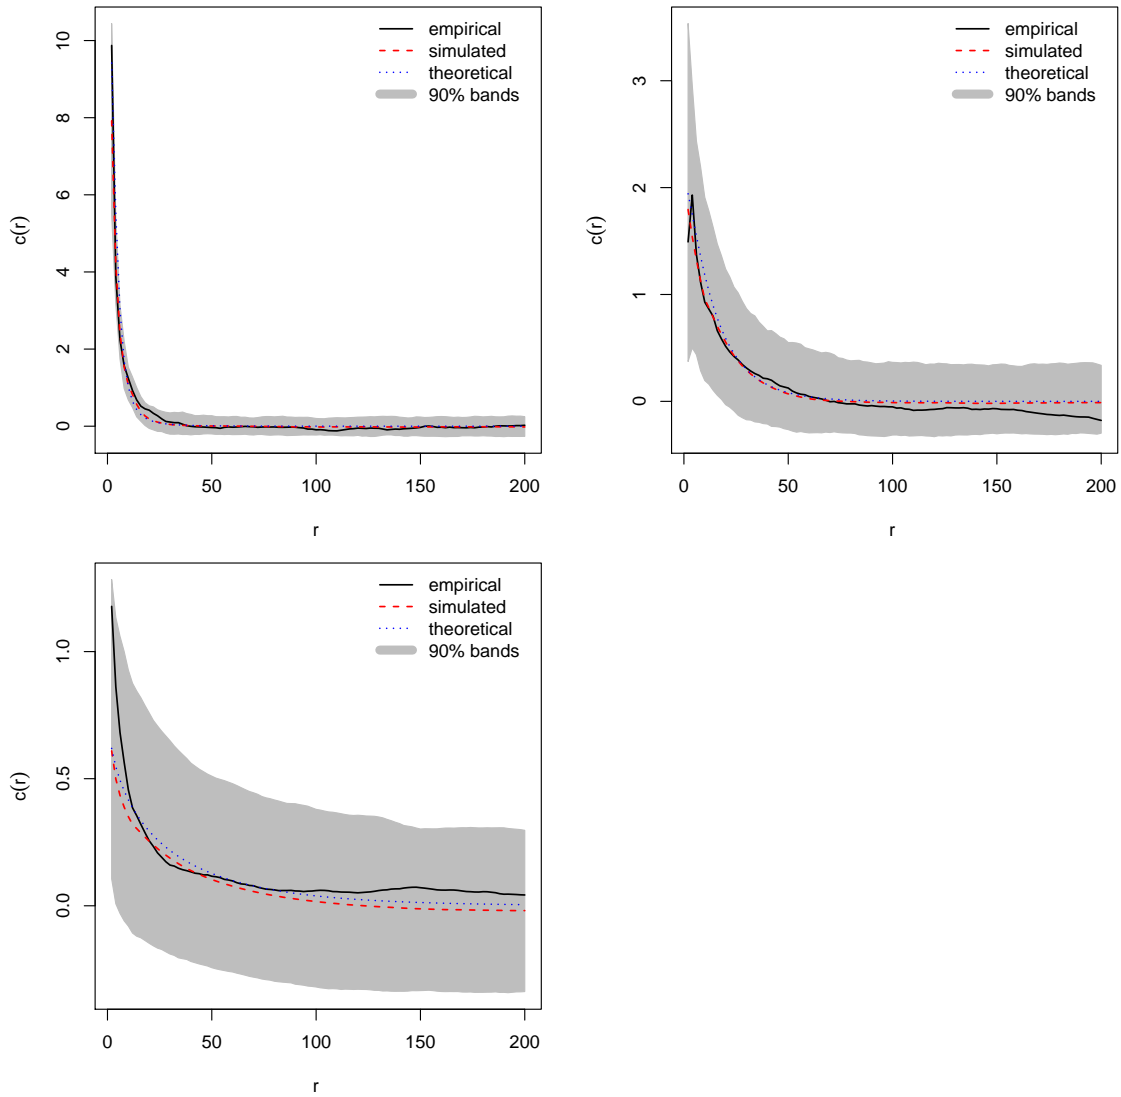 empirical
simulated
theoretical
90% bands
c(r)
10
8
6
4
2
0
0 50 100 150 200
r
empirical
simulated
theoretical
90% bands
c(r)
3
2
1
0
0 50 100 150 200
r
empirical
simulated
theoretical
90% bands
c(r)
1.0
0.5
0.0
0 50 100 150 200
r